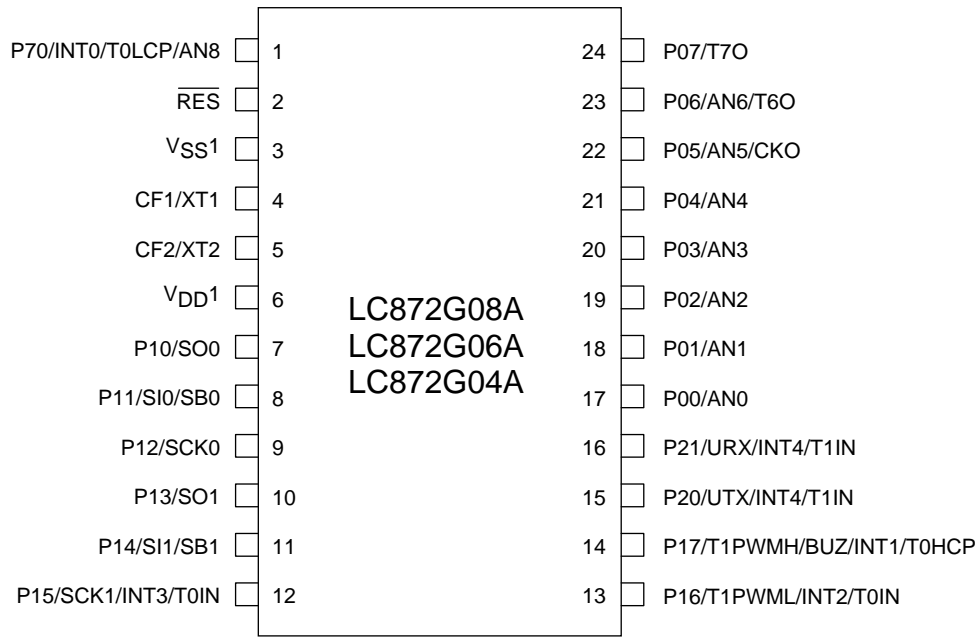 P70/INT0/T0LCP/AN8 1 24 P07/T7O
RES 2 23 P06/AN6/T6O
VSS1 3 22 P05/AN5/CKO
CF1/XT1 4 21 P04/AN4
CF2/XT2 5 20 P03/AN3
VDD1 6 19 P02/AN2
LC872G08A
P10/SO0 7 LC872G06A 18 P01/AN1
LC872G04A
P11/SI0/SB0 8 17 P00/AN0
P12/SCK0 9 16 P21/URX/INT4/T1IN
P13/SO1 10 15 P20/UTX/INT4/T1IN
P14/SI1/SB1 11 14 P17/T1PWMH/BUZ/INT1/T0HCP
P15/SCK1/INT3/T0IN 12 13 P16/T1PWML/INT2/T0IN